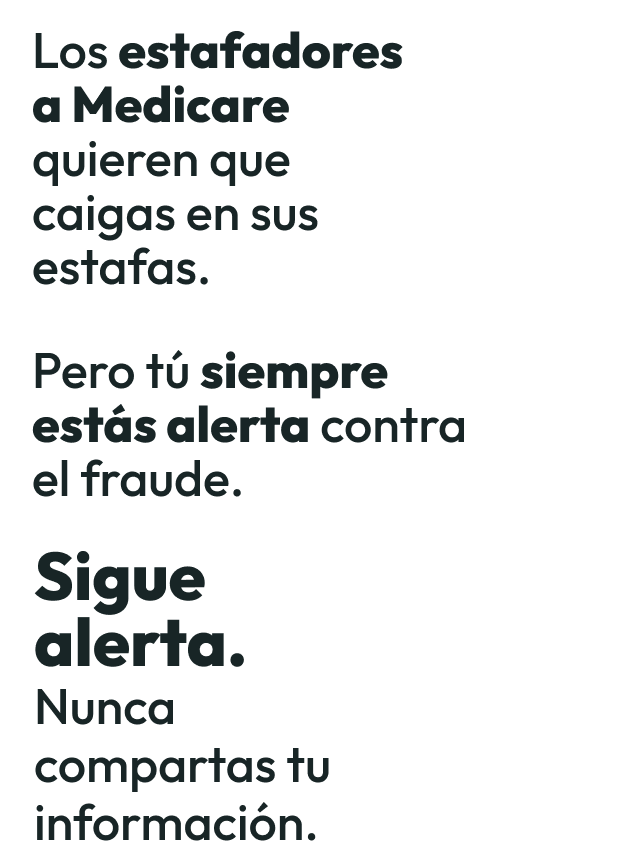 Los estafadores
a Medicare
quieren que
caigas en sus
estafas.
Pero tú siempre
estás alerta contra
el fraude.
Sigue
alerta.
Nunca
compartas tu
información.